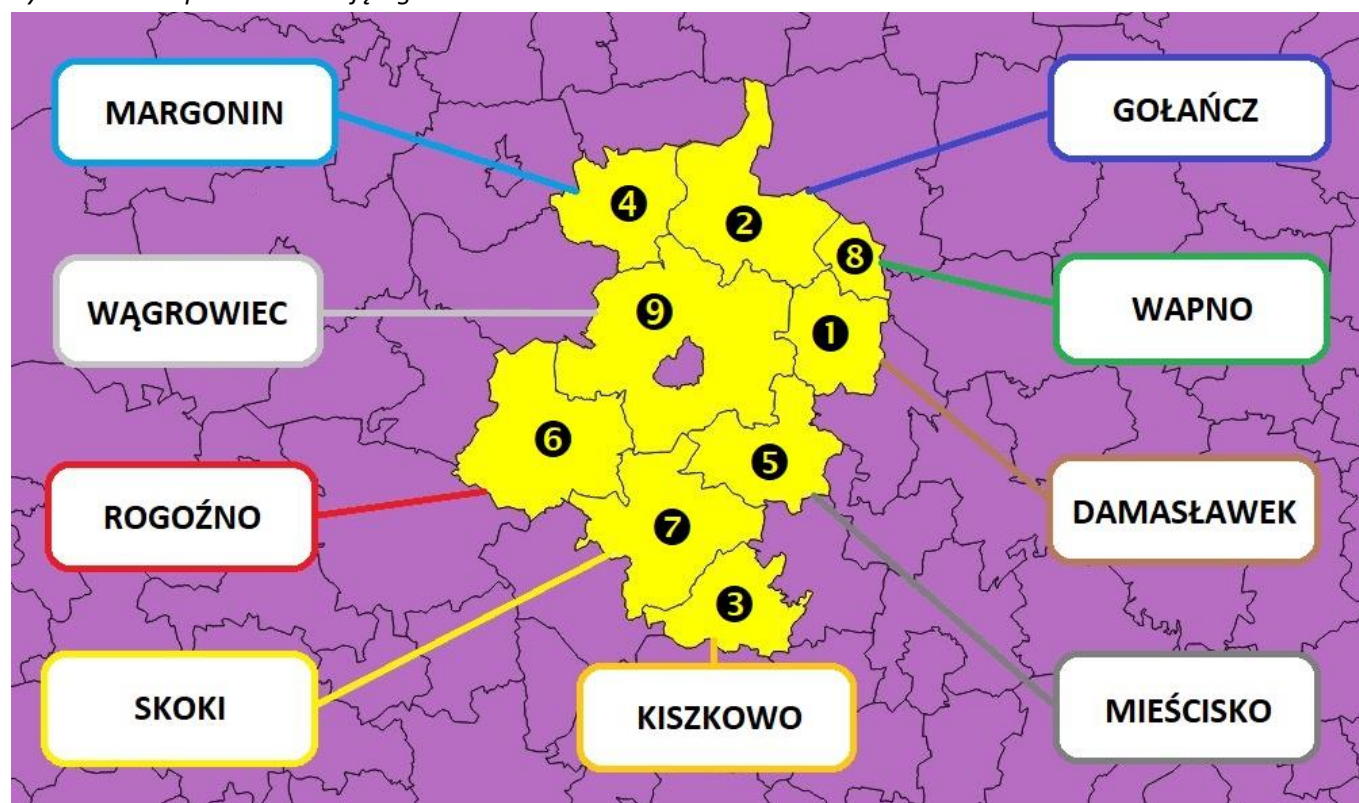 MARGONIN
GOŁAŃCZ
4
2
8
WĄGROWIEC
9
1
WAPNO
6
5
ROGOŹNO
7
DAMASŁAWEK
3
SKOKI
KISZKOWO
MIEŚCISKO